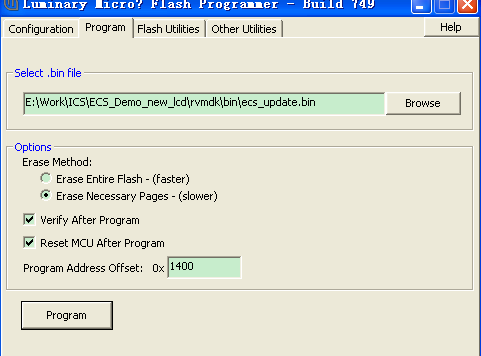 Luminary Micro? Flash Programmer - Build 749
Configuration Program Flash Utilities Other Utilities Help
Select .bin file
E:\Work\ICS\ECS_Demo_new_lcd\rvmdk\bin\ecs_update.bin Browse
Options
Erase Method:
Erase Entire Flash - (faster)
Erase Necessary Pages - (slower)
Verify After Program
Reset MCU After Program
Program Address Offset: 0x 1400
Program